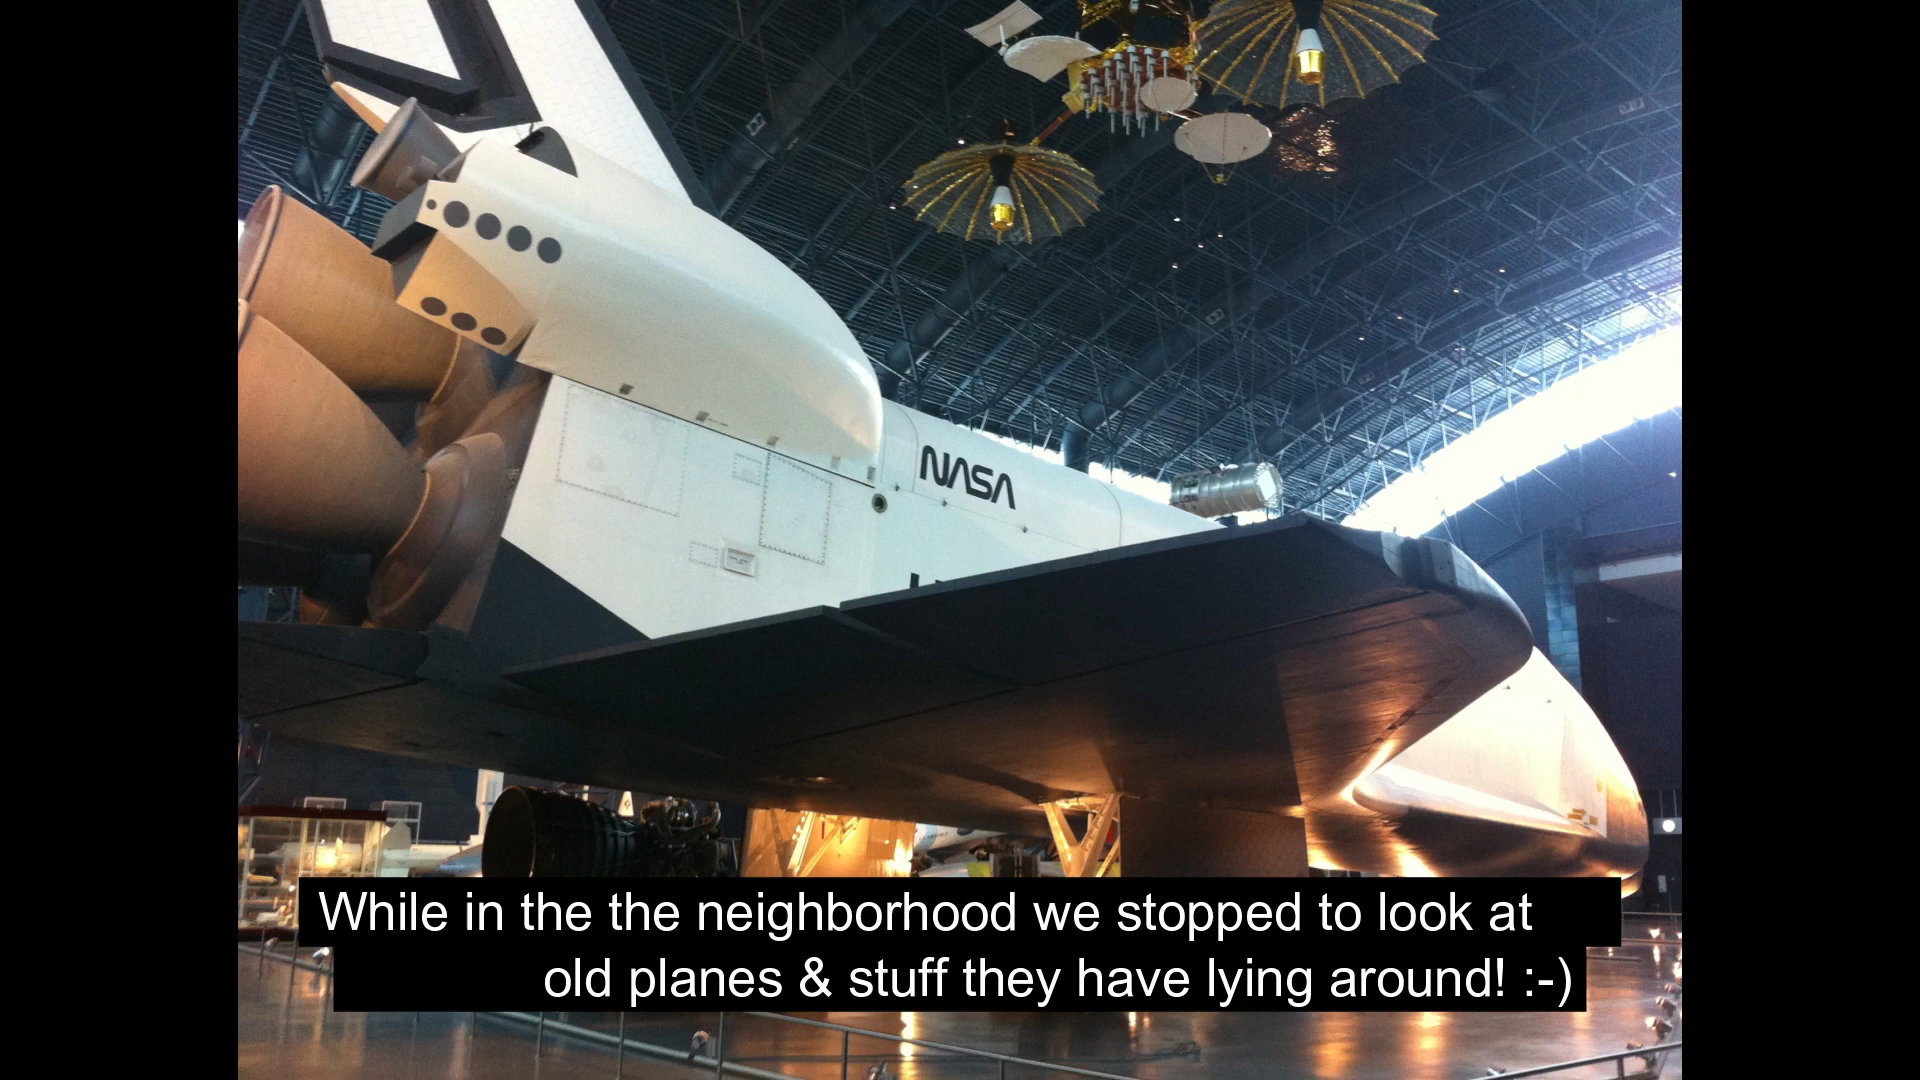 NASA
While in the the neighborhood we stopped to look at
old planes & stuff they have lying around! :-)